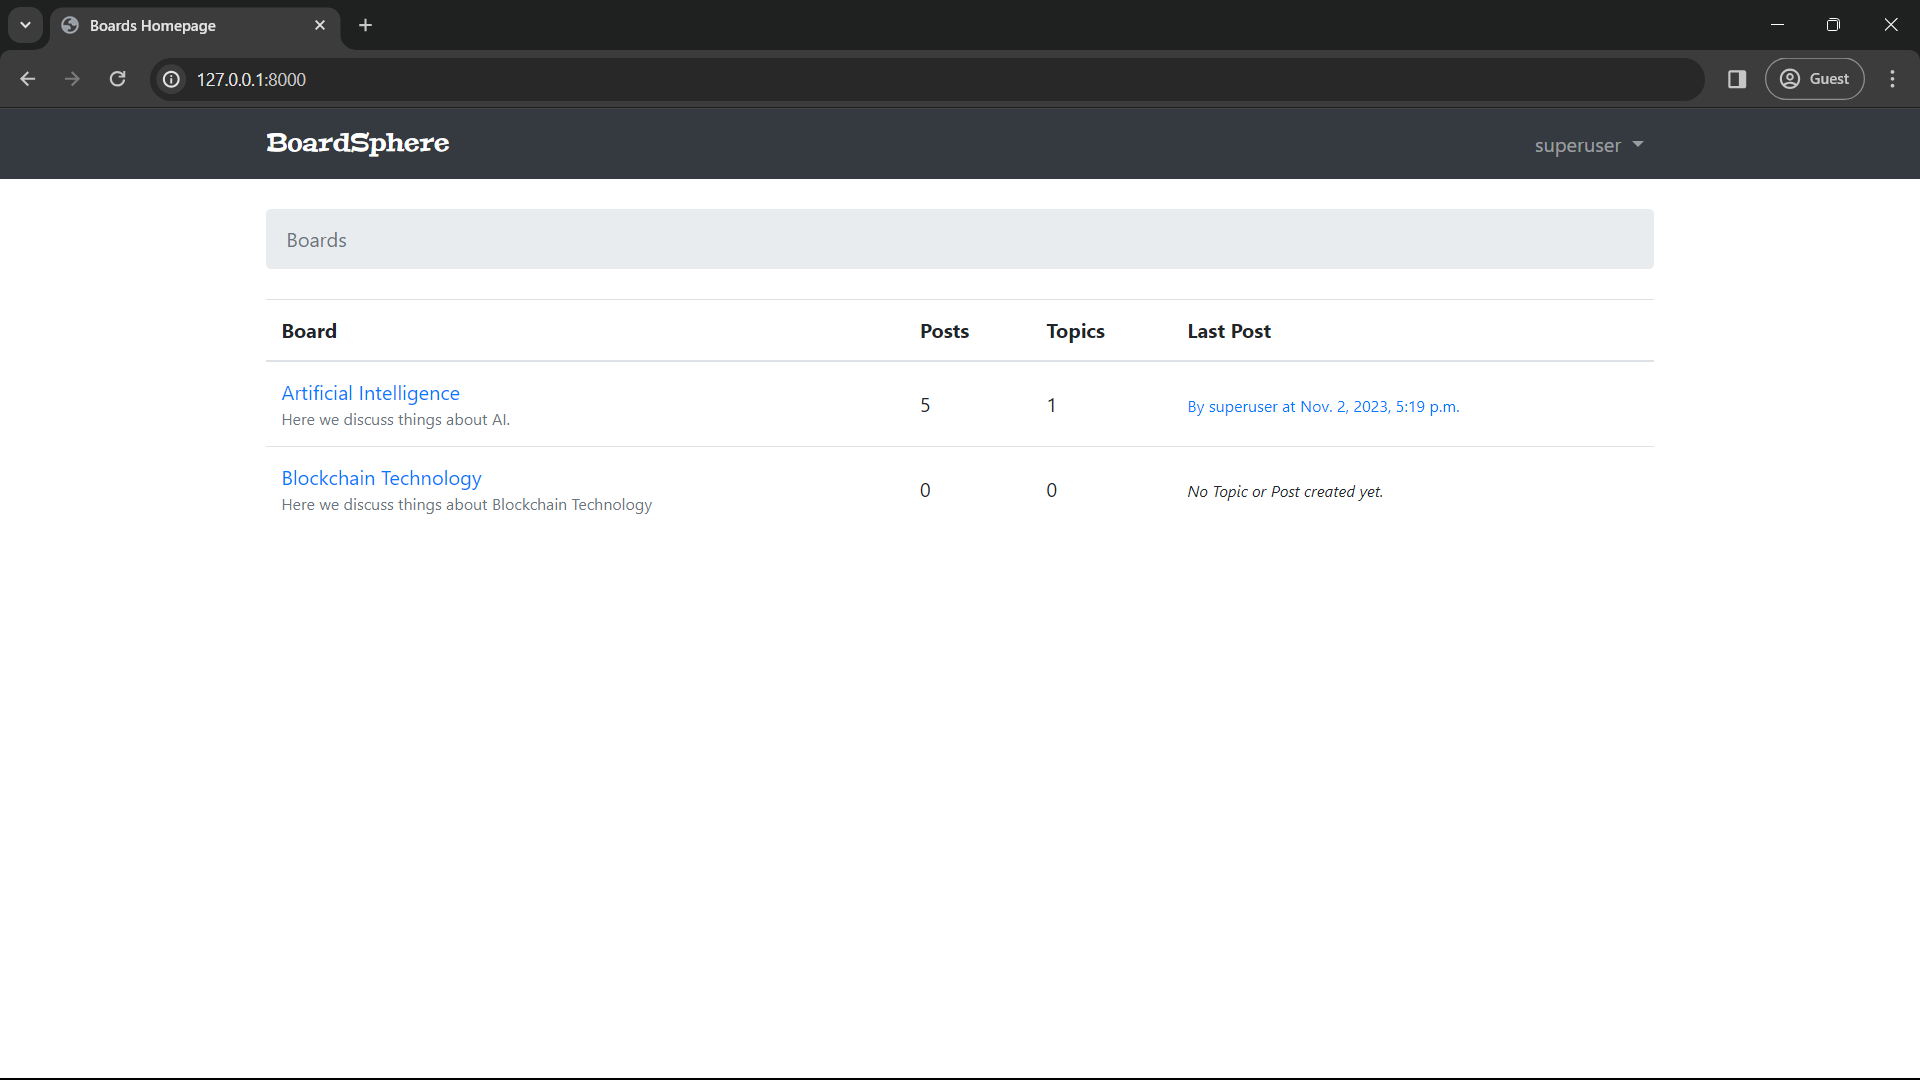 Boards Homepage
127.0.0.1:8000
Guest
BoardSphere
superuser
Boards
Board Posts Topics Last Post
Artificial Intelligence
Here we discuss things about AI.
5 1 By superuser at Nov. 2, 2023, 5:19 p.m.
Blockchain Technology
Here we discuss things about Blockchain Technology
0 0 No Topic or Post created yet.